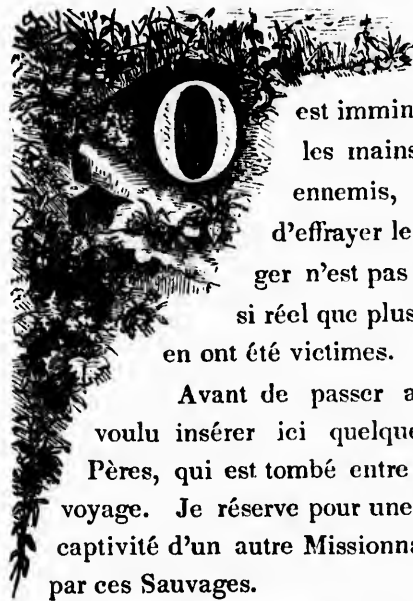 O
est immin
les mains
ennemis,
d'effrayer le
ger n'est pas
si réel que plus
en ont été victimes.
Avant de passer a
voulu insérer ici quelque
Pères, qui est tombé entre
voyage. Je réserve pour une
captivité d'un autre Missionna
par ces Sauvages.